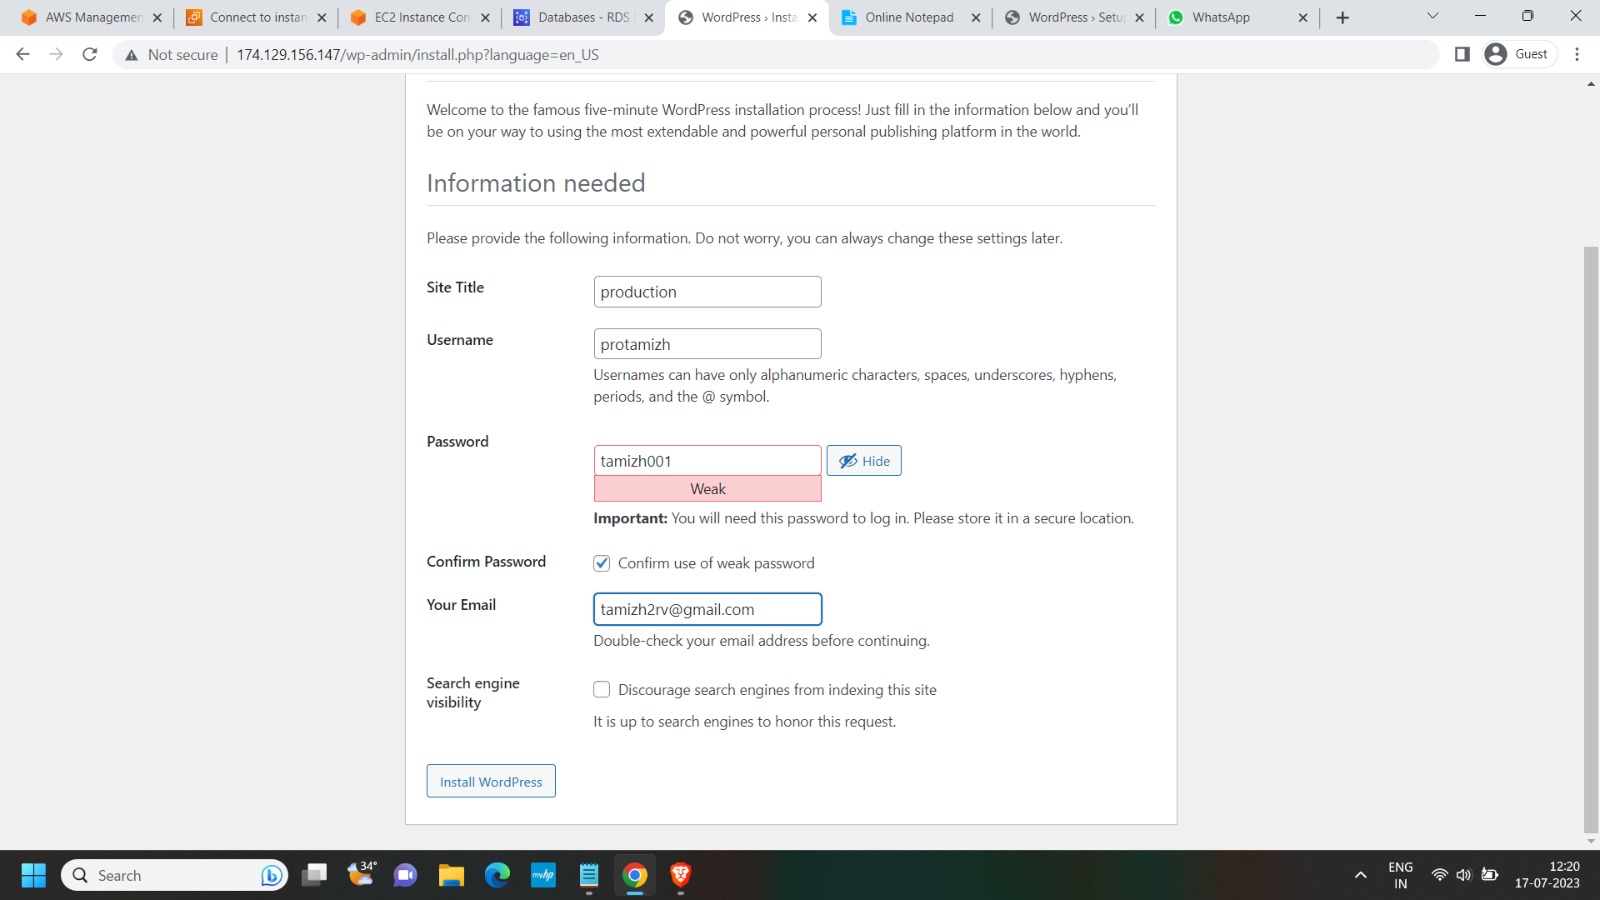 AWS Managemen
Connect to instan
EC2 Instance Con
Databases - RDS
WordPress › Insta
Online Notepad
WordPress › Setu
WhatsApp
Not secure
174.129.156.147/wp-admin/install.php?language=en_US
Guest
Welcome to the famous five-minute WordPress installation process! Just fill in the information below and you’ll
be on your way to using the most extendable and powerful personal publishing platform in the world.
Information needed
Please provide the following information. Do not worry, you can always change these settings later.
Site Title
production
Username
protamizh
Usernames can have only alphanumeric characters, spaces, underscores, hyphens,
periods, and the @ symbol.
Password
tamizh001
Hide
Weak
Important: You will need this password to log in. Please store it in a secure location.
Confirm Password
Confirm use of weak password
Your Email
tamizh2rv@gmail.com
Double-check your email address before continuing.
Search engine
visibility
Discourage search engines from indexing this site
It is up to search engines to honor this request.
Install WordPress
Search
34°
myhp
ENG
IN
12:20
17-07-2023